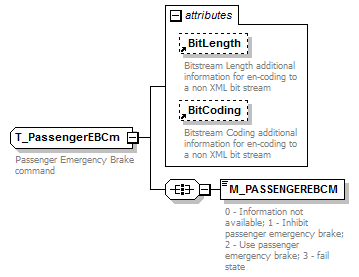 attributes
BitLength
Bitstream Length additional
information for en-coding to
a non XML bit stream
BitCoding
Bitstream Coding additional
information for en-coding to
a non XML bit stream
T_PassengerEBCm
Passenger Emergency Brake
command
M_PASSENGEREBCM
0 - Information not
available; 1 - Inhibit
passenger emergency brake;
2 - Use passenger
emergency brake; 3 - fail
state